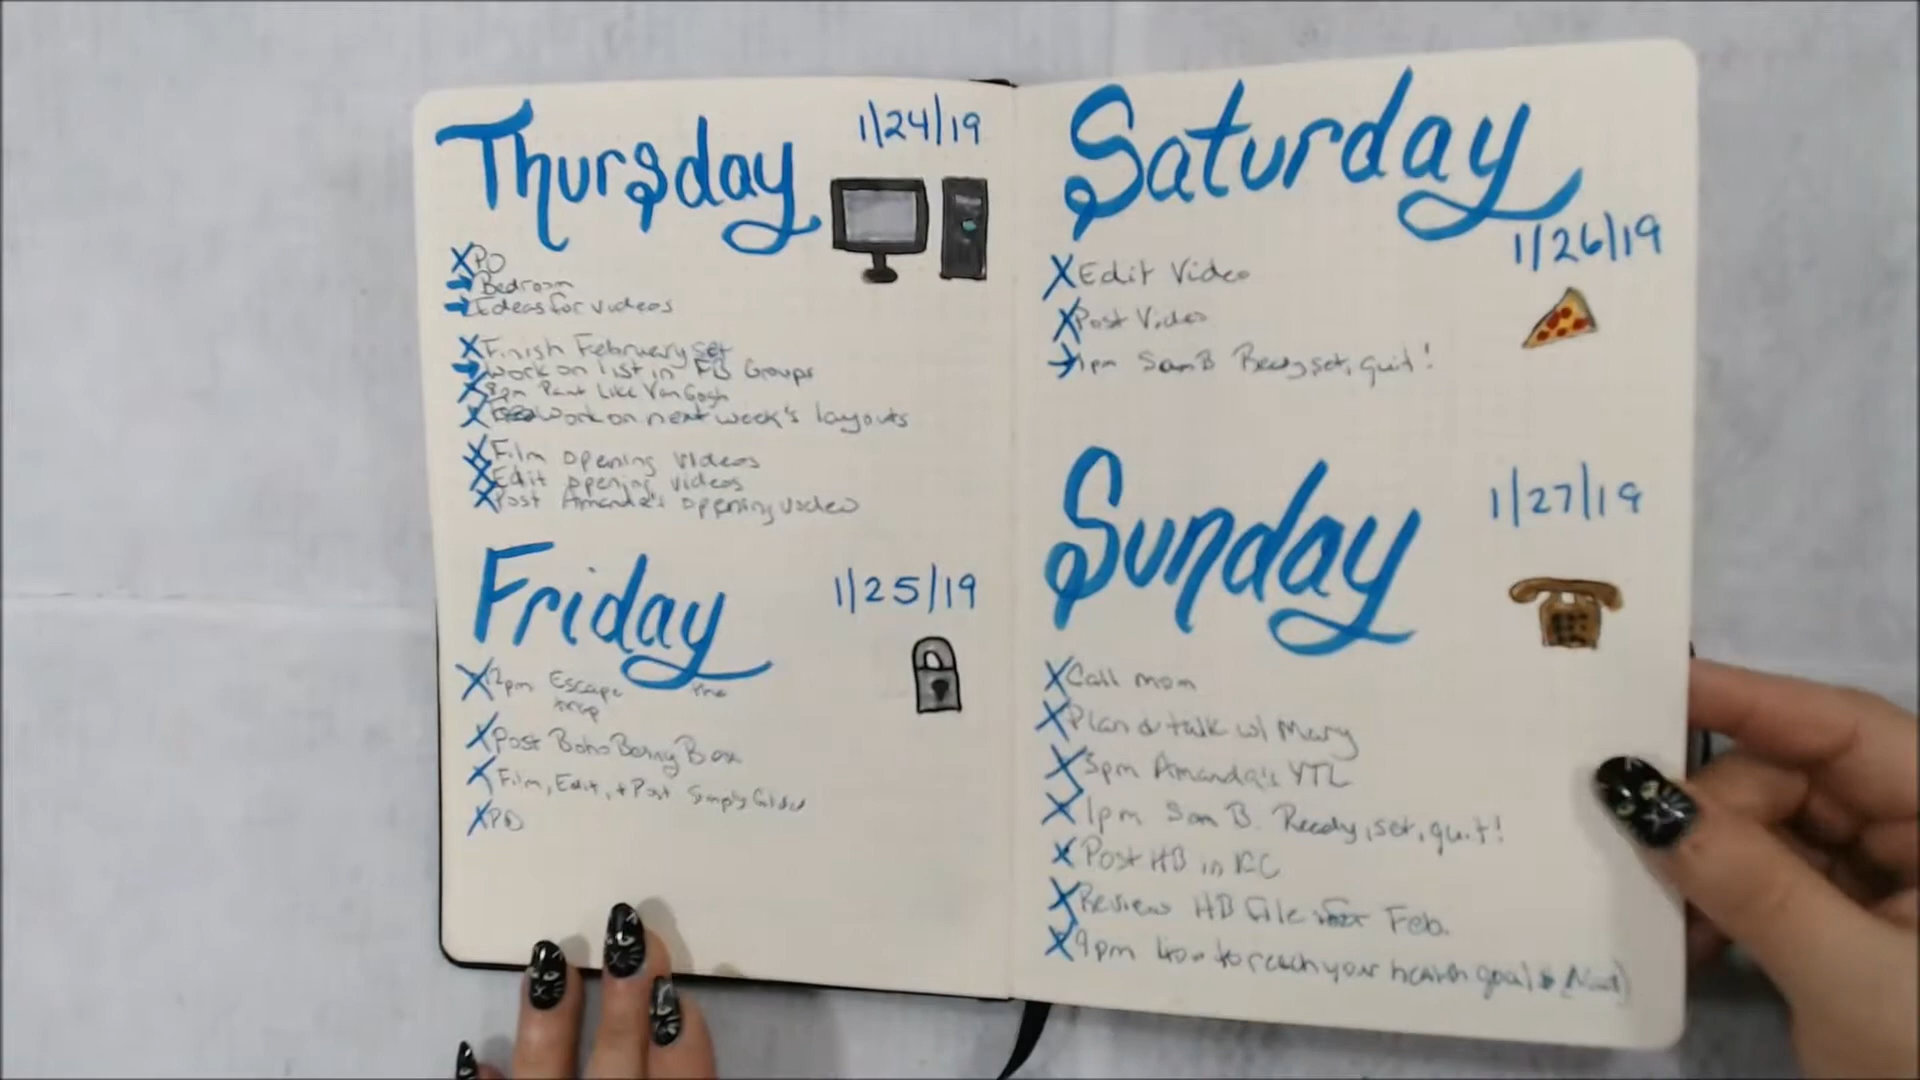 Thursday
1/24/19
X PD
→ Bedroom
→ Ideas for videos
X Finish February set
→ Work on list in FB Groups
X 8pm Paint Like Van Gogh
X Work on next week's layouts
X Film opening videos
X Edit opening videos
X Post Amanda's opening video
Friday
1/25/19
X 12pm Escape the
trap
X Post Boho Berry Box
X Film, Edit, + Post Simply Gilded
X PD
Saturday
1/26/19
X Edit Video
X Post Video
→ 1pm Sam B Ready, set, quit!
Sunday
1/27/19
X Call mom
X Plan & talk w/ Mary
X 3pm Amanda's YTL
X 1pm Sam B. Ready, set, quit!
X Post HB in RC
X Review HB file for Feb.
X 9pm How to reach your health goals